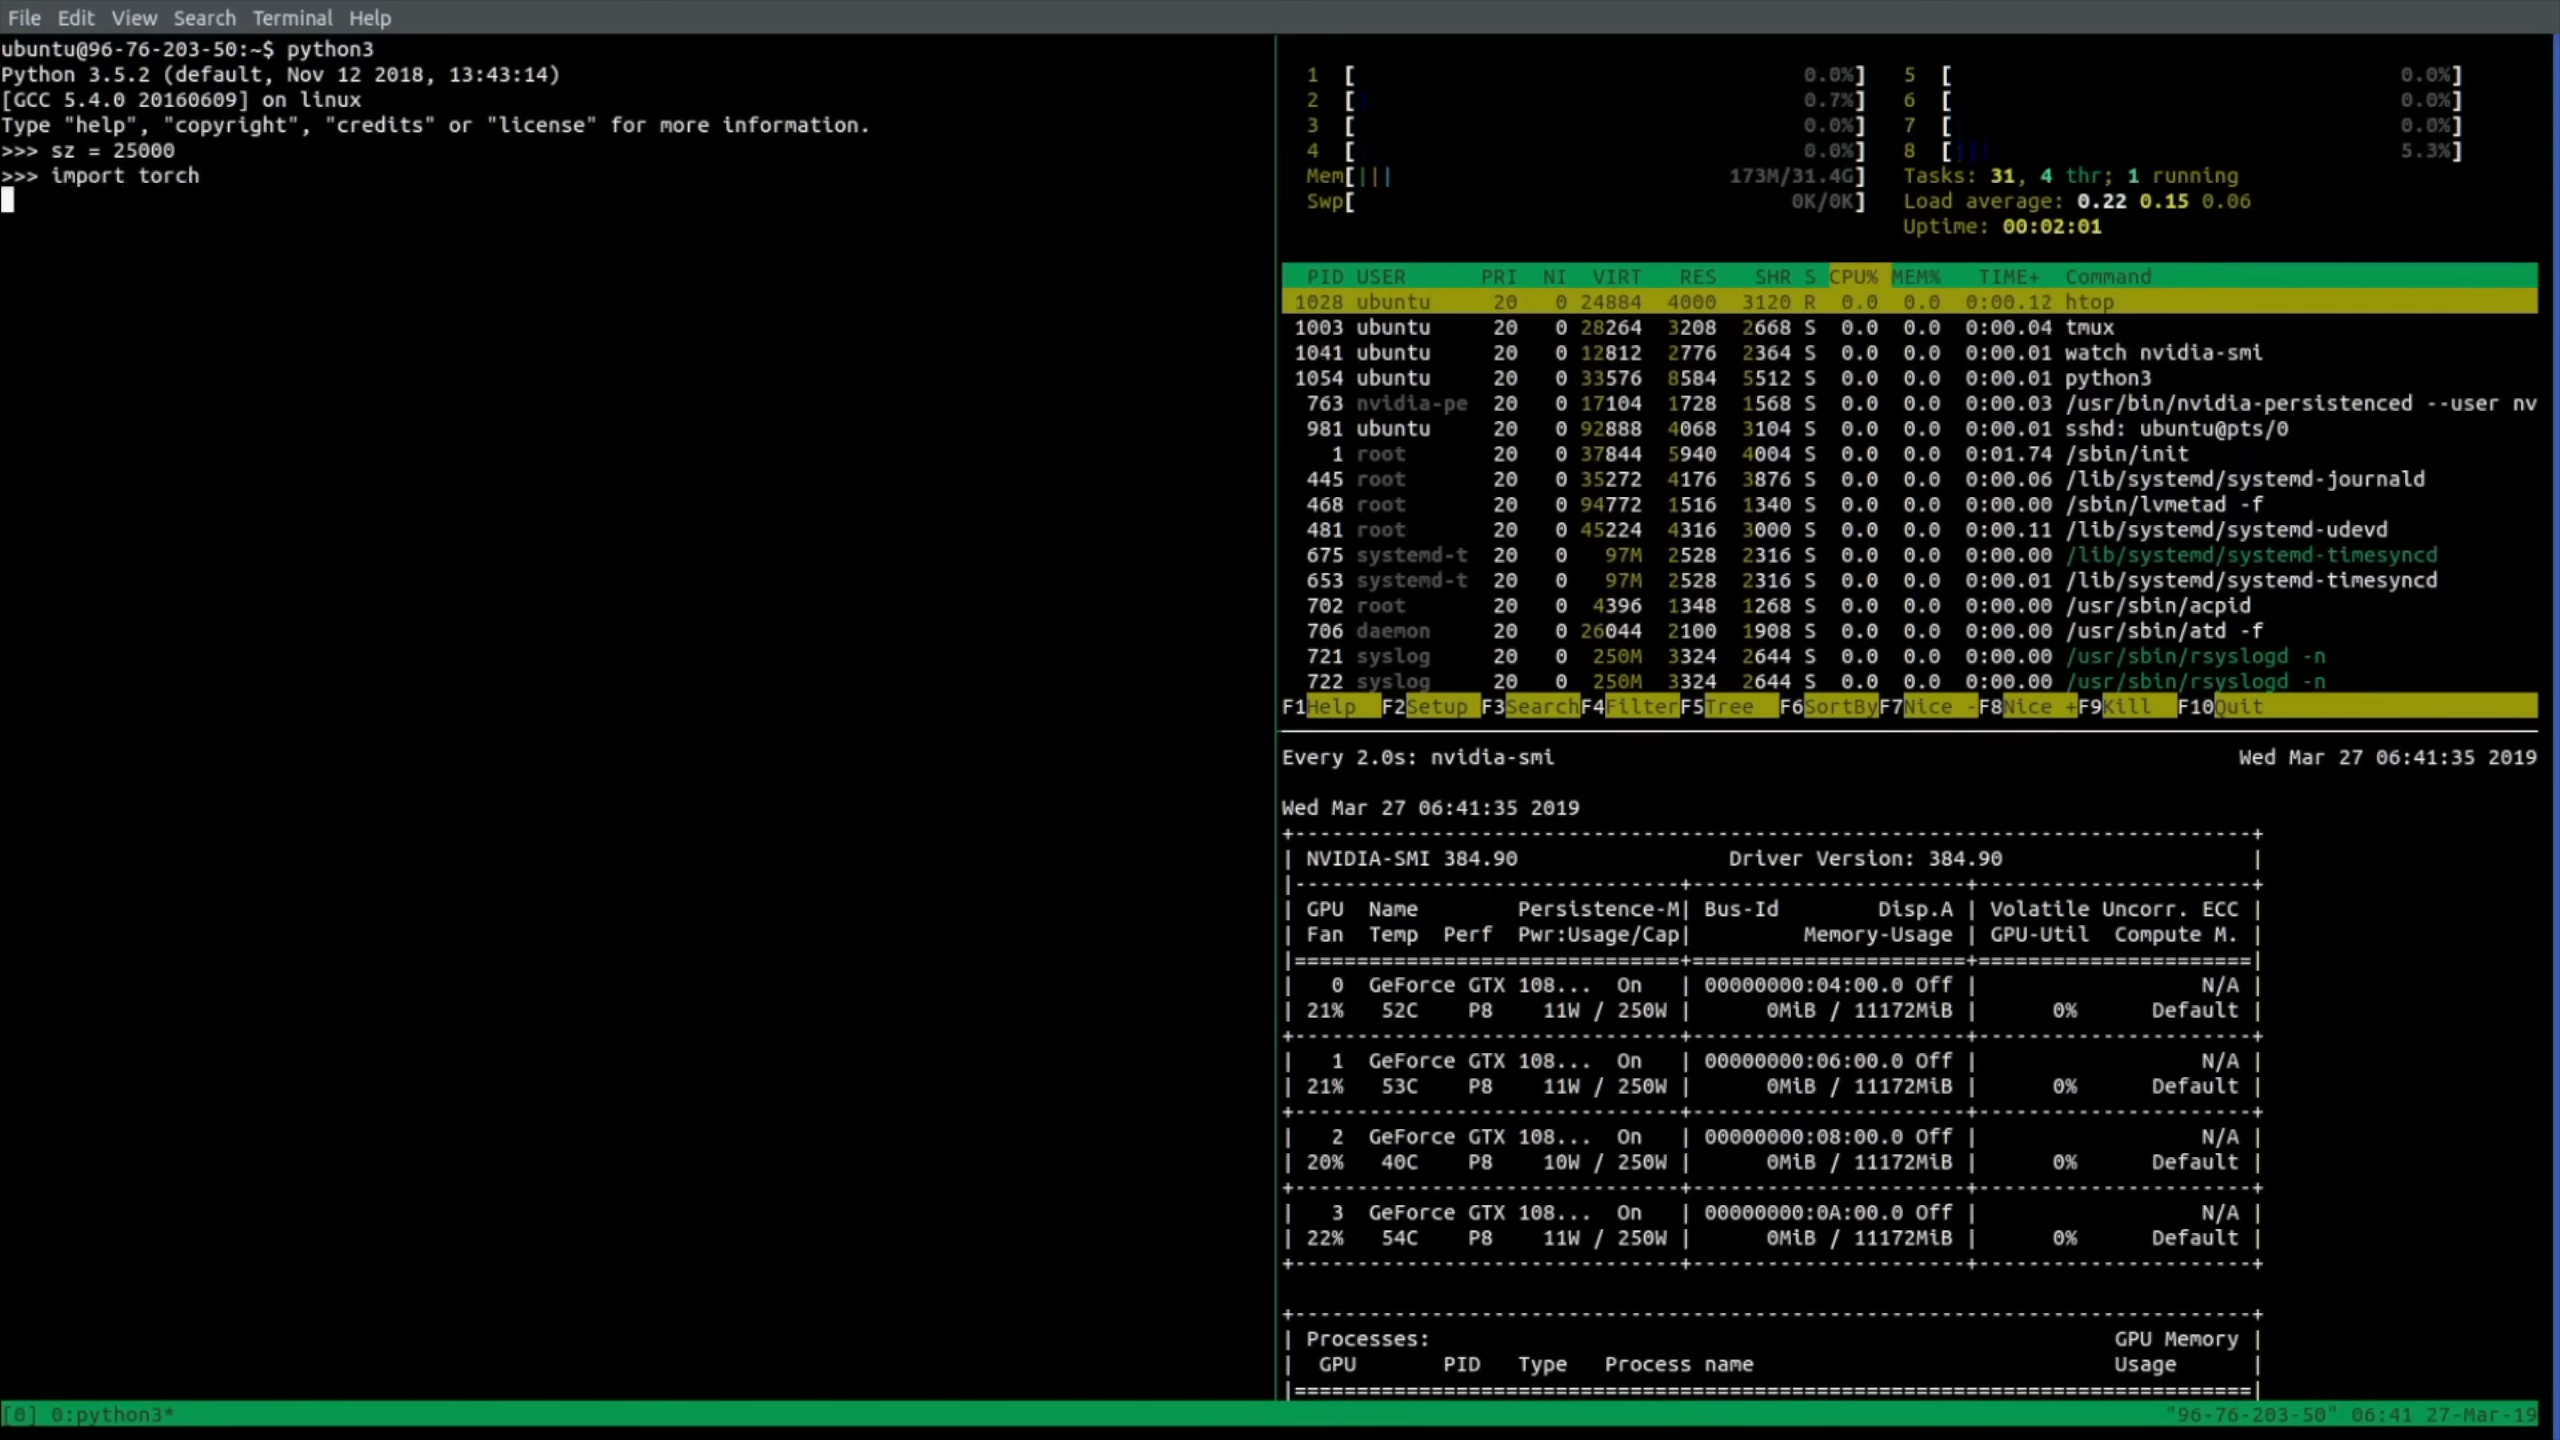 File Edit View Search Terminal Help
ubuntu@96-76-203-50:~$ python3
Python 3.5.2 (default, Nov 12 2018, 13:43:14)
[GCC 5.4.0 20160609] on linux
Type "help", "copyright", "credits" or "license" for more information.
>>> sz = 25000
>>> import torch
1 [ 0.0%] 5 [ 0.0%]
2 [ 0.7%] 6 [ 0.0%]
3 [ 0.0%] 7 [ 0.0%]
4 [ 0.0%] 8 [||| 5.3%]
Mem[||| 173M/31.4G] Tasks: 31, 4 thr; 1 running
Swp[ 0K/0K] Load average: 0.22 0.15 0.06
Uptime: 00:02:01
PID USER PRI NI VIRT RES SHR S CPU% MEM% TIME+ Command
1028 ubuntu 20 0 24884 4000 3120 R 0.0 0.0 0:00.12 htop
1003 ubuntu 20 0 28264 3208 2668 S 0.0 0.0 0:00.04 tmux
1041 ubuntu 20 0 12812 2776 2364 S 0.0 0.0 0:00.01 watch nvidia-smi
1054 ubuntu 20 0 33576 8584 5512 S 0.0 0.0 0:00.01 python3
763 nvidia-pe 20 0 17104 1728 1568 S 0.0 0.0 0:00.03 /usr/bin/nvidia-persistenced --user nv
981 ubuntu 20 0 92888 4068 3104 S 0.0 0.0 0:00.01 sshd: ubuntu@pts/0
1 root 20 0 37844 5940 4004 S 0.0 0.0 0:01.74 /sbin/init
445 root 20 0 35272 4176 3876 S 0.0 0.0 0:00.06 /lib/systemd/systemd-journald
468 root 20 0 94772 1516 1340 S 0.0 0.0 0:00.00 /sbin/lvmetad -f
481 root 20 0 45224 4316 3000 S 0.0 0.0 0:00.11 /lib/systemd/systemd-udevd
675 systemd-t 20 0 97M 2528 2316 S 0.0 0.0 0:00.00 /lib/systemd/systemd-timesyncd
653 systemd-t 20 0 97M 2528 2316 S 0.0 0.0 0:00.01 /lib/systemd/systemd-timesyncd
702 root 20 0 4396 1348 1268 S 0.0 0.0 0:00.00 /usr/sbin/acpid
706 daemon 20 0 26044 2100 1908 S 0.0 0.0 0:00.00 /usr/sbin/atd -f
721 syslog 20 0 250M 3324 2644 S 0.0 0.0 0:00.00 /usr/sbin/rsyslogd -n
722 syslog 20 0 250M 3324 2644 S 0.0 0.0 0:00.00 /usr/sbin/rsyslogd -n
F1Help F2Setup F3SearchF4FilterF5Tree F6SortByF7Nice -F8Nice +F9Kill F10Quit
Every 2.0s: nvidia-smi Wed Mar 27 06:41:35 2019
Wed Mar 27 06:41:35 2019
+-----------------------------------------------------------------------------+
| NVIDIA-SMI 384.90 Driver Version: 384.90 |
|-------------------------------+----------------------+----------------------+
| GPU Name Persistence-M| Bus-Id Disp.A | Volatile Uncorr. ECC |
| Fan Temp Perf Pwr:Usage/Cap| Memory-Usage | GPU-Util Compute M. |
|===============================+======================+======================|
| 0 GeForce GTX 108... On | 00000000:04:00.0 Off | N/A |
| 21% 52C P8 11W / 250W | 0MiB / 11172MiB | 0% Default |
+-------------------------------+----------------------+----------------------+
| 1 GeForce GTX 108... On | 00000000:06:00.0 Off | N/A |
| 21% 53C P8 11W / 250W | 0MiB / 11172MiB | 0% Default |
+-------------------------------+----------------------+----------------------+
| 2 GeForce GTX 108... On | 00000000:08:00.0 Off | N/A |
| 20% 40C P8 10W / 250W | 0MiB / 11172MiB | 0% Default |
+-------------------------------+----------------------+----------------------+
| 3 GeForce GTX 108... On | 00000000:0A:00.0 Off | N/A |
| 22% 54C P8 11W / 250W | 0MiB / 11172MiB | 0% Default |
+-------------------------------+----------------------+----------------------+
+-----------------------------------------------------------------------------+
| Processes: GPU Memory |
| GPU PID Type Process name Usage |
|=============================================================================|
[0] 0:python3* "96-76-203-50" 06:41 27-Mar-19